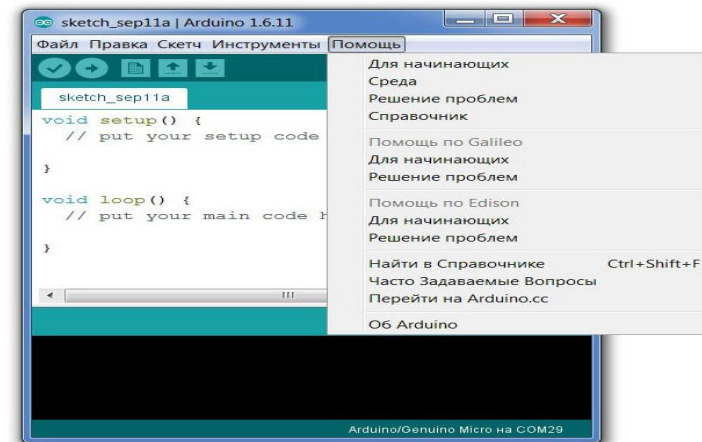 sketch_sep11a | Arduino 1.6.11
Файл Правка Скетч Инструменты Помощь
sketch_sep11a
void setup() {
// put your setup code
}
void loop() {
// put your main code
}
Для начинающих
Среда
Решение проблем
Справочник
Помощь по Galileo
Для начинающих
Решение проблем
Помощь по Edison
Для начинающих
Решение проблем
Найти в Справочнике Ctrl+Shift+F
Часто Задаваемые Вопросы
Перейти на Arduino.cc
Об Arduino
Arduino/Genuino Micro на COM29